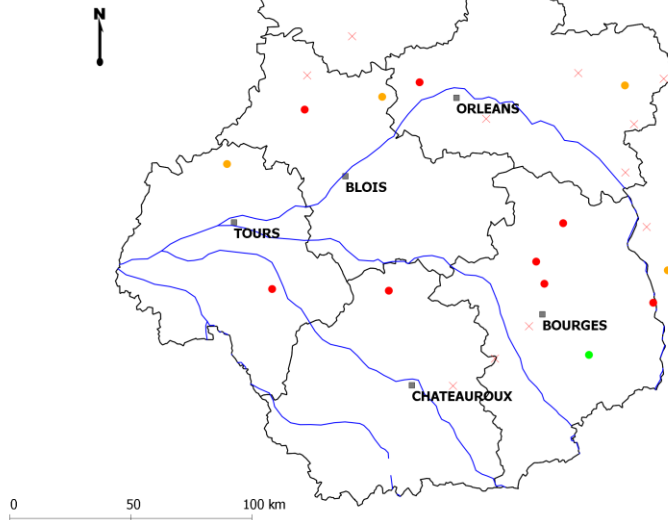 N
ORLEANS
BLOIS
TOURS
BOURGES
CHATEAUROUX
0 50 100 km